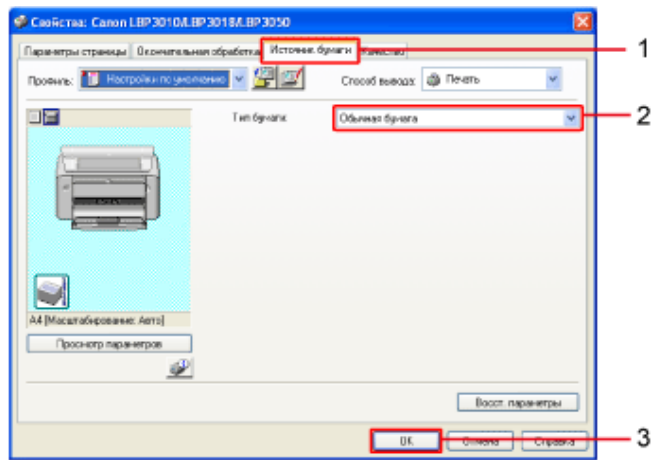 Свойства: Canon LBP3010/LBP3018/LBP3050
Параметры страницы Окончательная обработка Источник бумаги Качество 1
Профиль: Настройки по умолчанию Способ вывода: Печать
Тип бумаги: Обычная бумага 2
A4 [Масштабирование: Авто]
Просмотр параметров
Восст. параметры
OK Отмена Справка 3